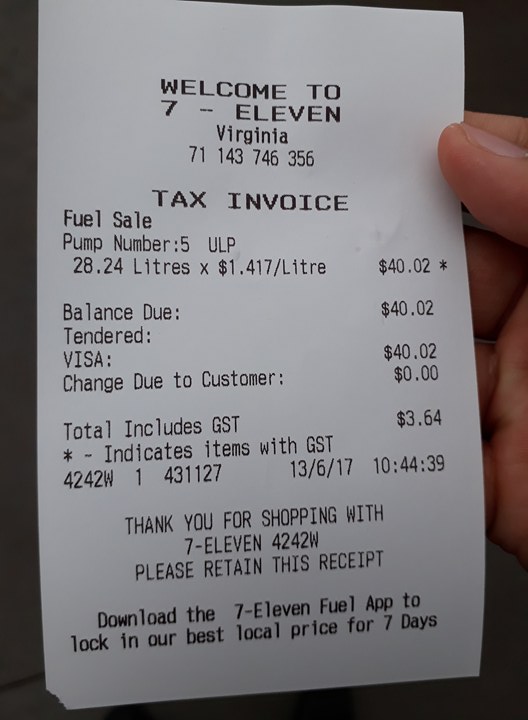 WELCOME TO
7 - ELEVEN
Virginia
71 143 746 356
TAX INVOICE
Fuel Sale
Pump Number:5 ULP
28.24 Litres x $1.417/Litre $40.02 *
Balance Due: $40.02
Tendered:
VISA: $40.02
Change Due to Customer: $0.00
Total Includes GST $3.64
* - Indicates items with GST
4242W 1 431127 13/6/17 10:44:39
THANK YOU FOR SHOPPING WITH
7-ELEVEN 4242W
PLEASE RETAIN THIS RECEIPT
Download the 7-Eleven Fuel App to
lock in our best local price for 7 Days